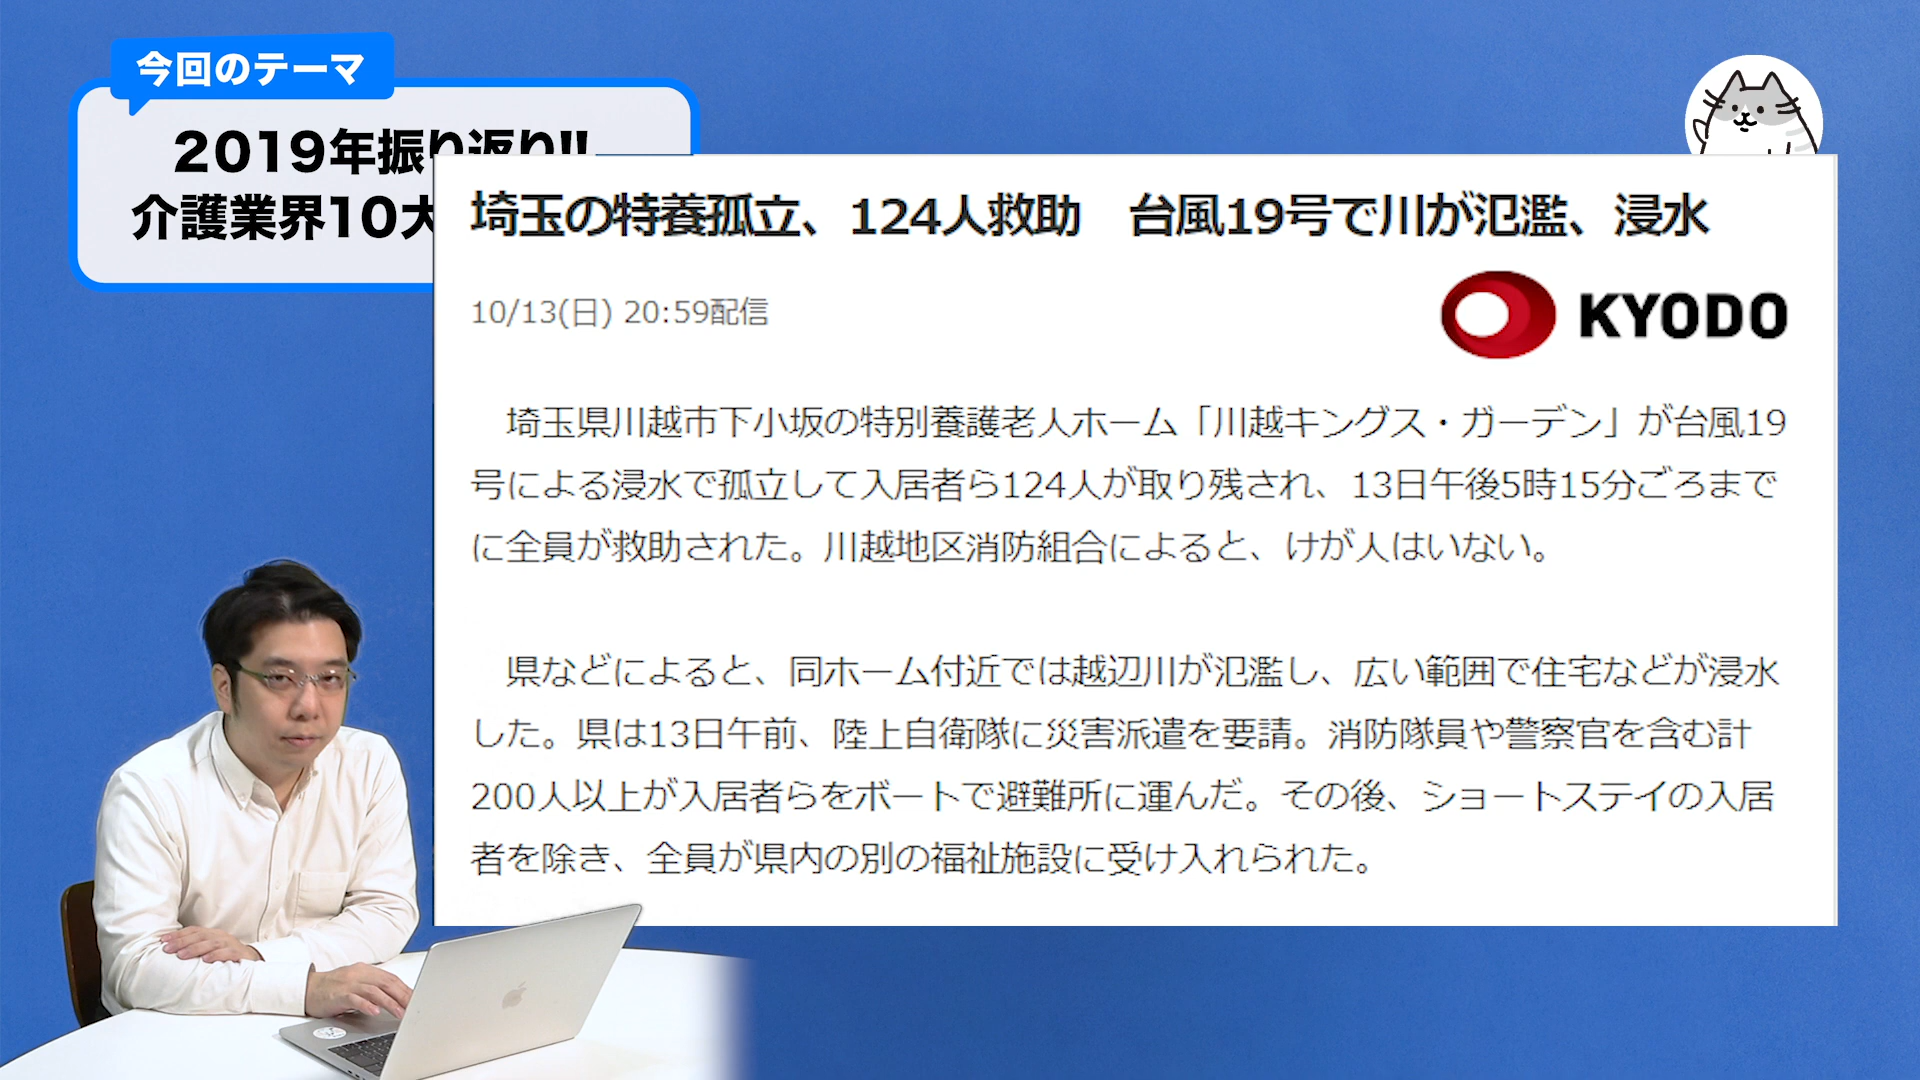 今回のテーマ
2019年振り返り!!
介護業界10大
埼玉の特養孤立、124人救助　台風19号で川が氾濫、浸水
10/13(日) 20:59配信
KYODO
埼玉県川越市下小坂の特別養護老人ホーム「川越キングス・ガーデン」が台風19
号による浸水で孤立して入居者ら124人が取り残され、13日午後5時15分ごろまで
に全員が救助された。川越地区消防組合によると、けが人はいない。
県などによると、同ホーム付近では越辺川が氾濫し、広い範囲で住宅などが浸水
した。県は13日午前、陸上自衛隊に災害派遣を要請。消防隊員や警察官を含む計
200人以上が入居者らをボートで避難所に運んだ。その後、ショートステイの入居
者を除き、全員が県内の別の福祉施設に受け入れられた。